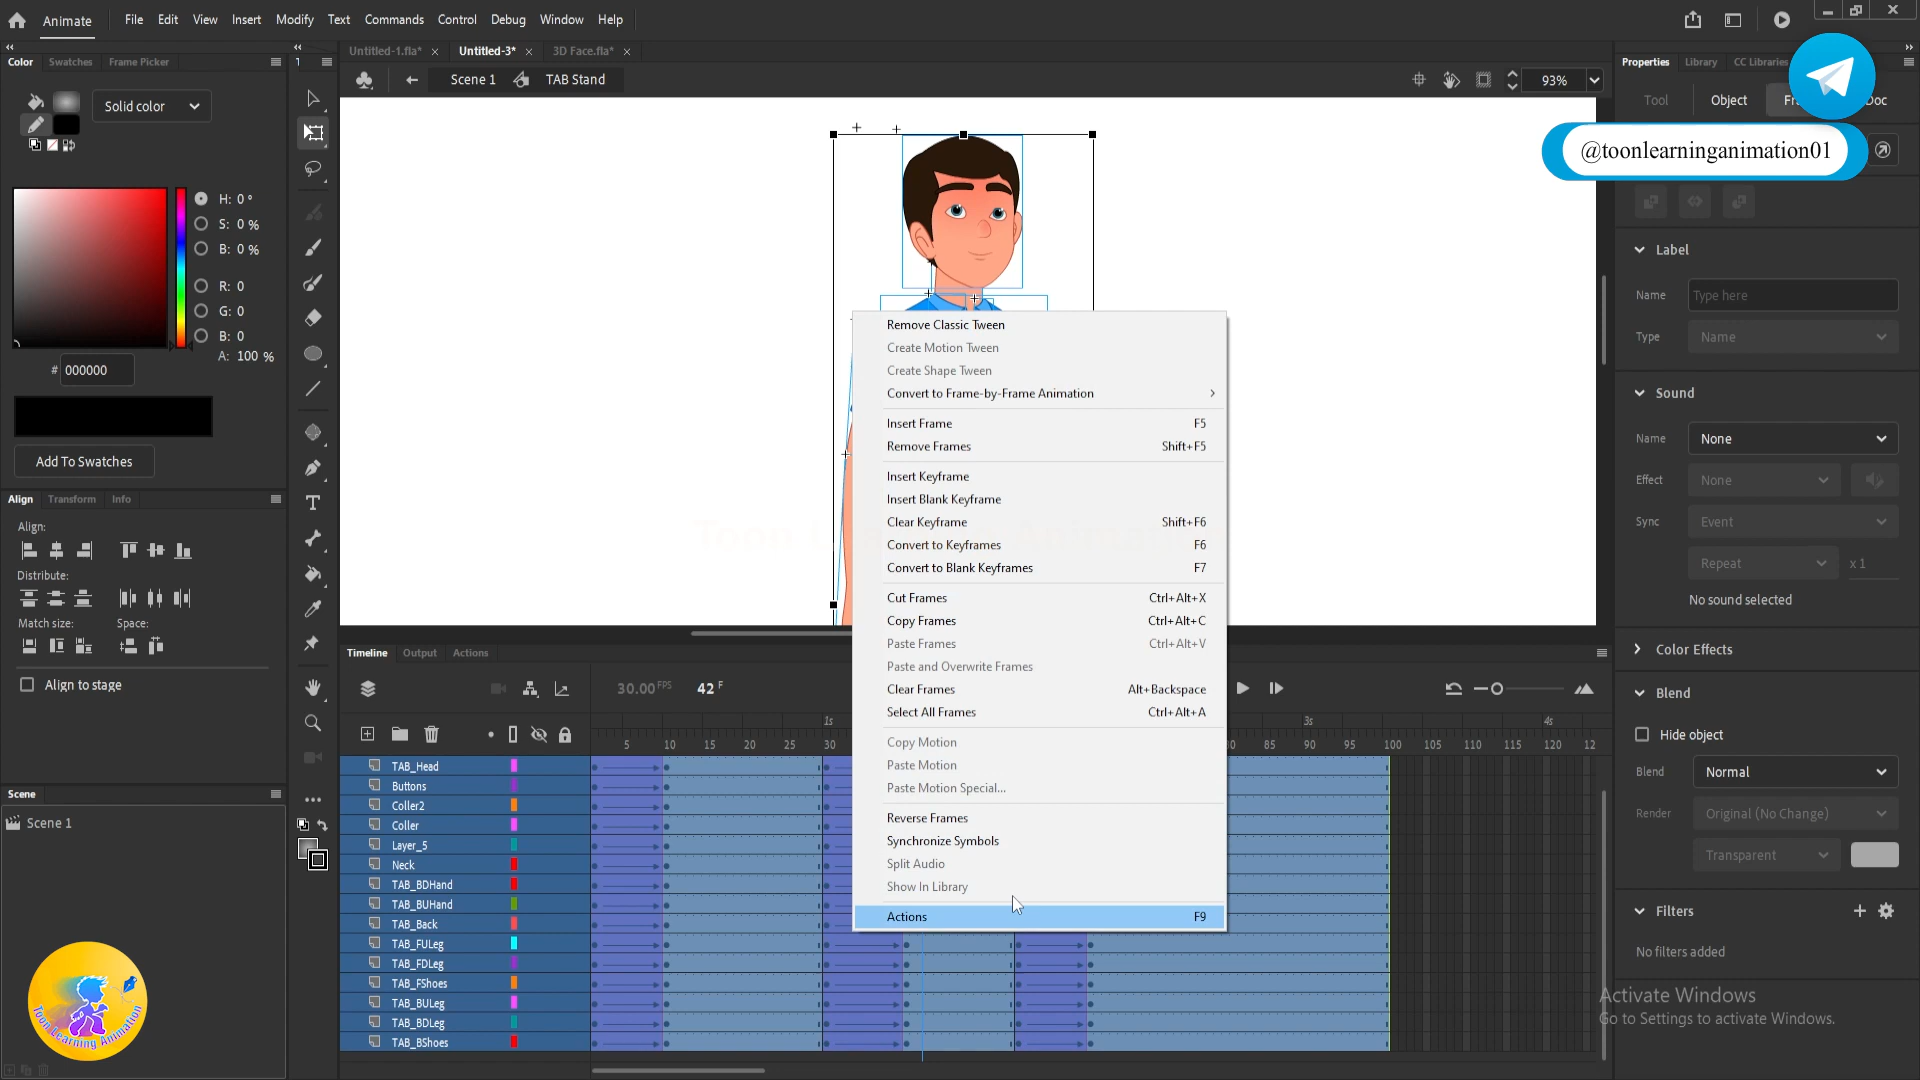 Animate File Edit View Insert Modify Text Commands Control Debug Window Help
Untitled-1.fla* × Untitled-3* × 3D Face.fla* ×
Color Swatches Frame Picker
Scene 1 TAB Stand 93%
Properties Library CC Libraries
Tool Object Doc
@toonlearninganimation01
Solid color
H: 0 °
S: 0 %
B: 0 %
R: 0
G: 0
B: 0
A: 100 %
# 000000
Add To Swatches
Align Transform Info
Align:
Distribute:
Match size: Space:
Align to stage
Scene
Scene 1
Toon Learning Animation
Remove Classic Tween
Create Motion Tween
Create Shape Tween
Convert to Frame-by-Frame Animation
Insert Frame F5
Remove Frames Shift+F5
Insert Keyframe
Insert Blank Keyframe
Clear Keyframe Shift+F6
Convert to Keyframes F6
Convert to Blank Keyframes F7
Cut Frames Ctrl+Alt+X
Copy Frames Ctrl+Alt+C
Paste Frames Ctrl+Alt+V
Paste and Overwrite Frames
Clear Frames Alt+Backspace
Select All Frames Ctrl+Alt+A
Copy Motion
Paste Motion
Paste Motion Special...
Reverse Frames
Synchronize Symbols
Split Audio
Show In Library
Actions F9
Label
Name Type here
Type Name
Sound
Name None
Effect None
Sync Event
Repeat x 1
No sound selected
Color Effects
Blend
Hide object
Blend Normal
Render Original (No Change)
Transparent
Filters
No filters added
Activate Windows
Go to Settings to activate Windows.
Timeline Output Actions
30.00 FPS 42 F
1s 3s 4s
5 10 15 20 25 30 85 90 95 100 105 110 115 120 12
TAB_Head
Buttons
Coller2
Coller
Layer_5
Neck
TAB_BDHand
TAB_BUHand
TAB_Back
TAB_FULeg
TAB_FDLeg
TAB_FShoes
TAB_BULeg
TAB_BDLeg
TAB_BShoes